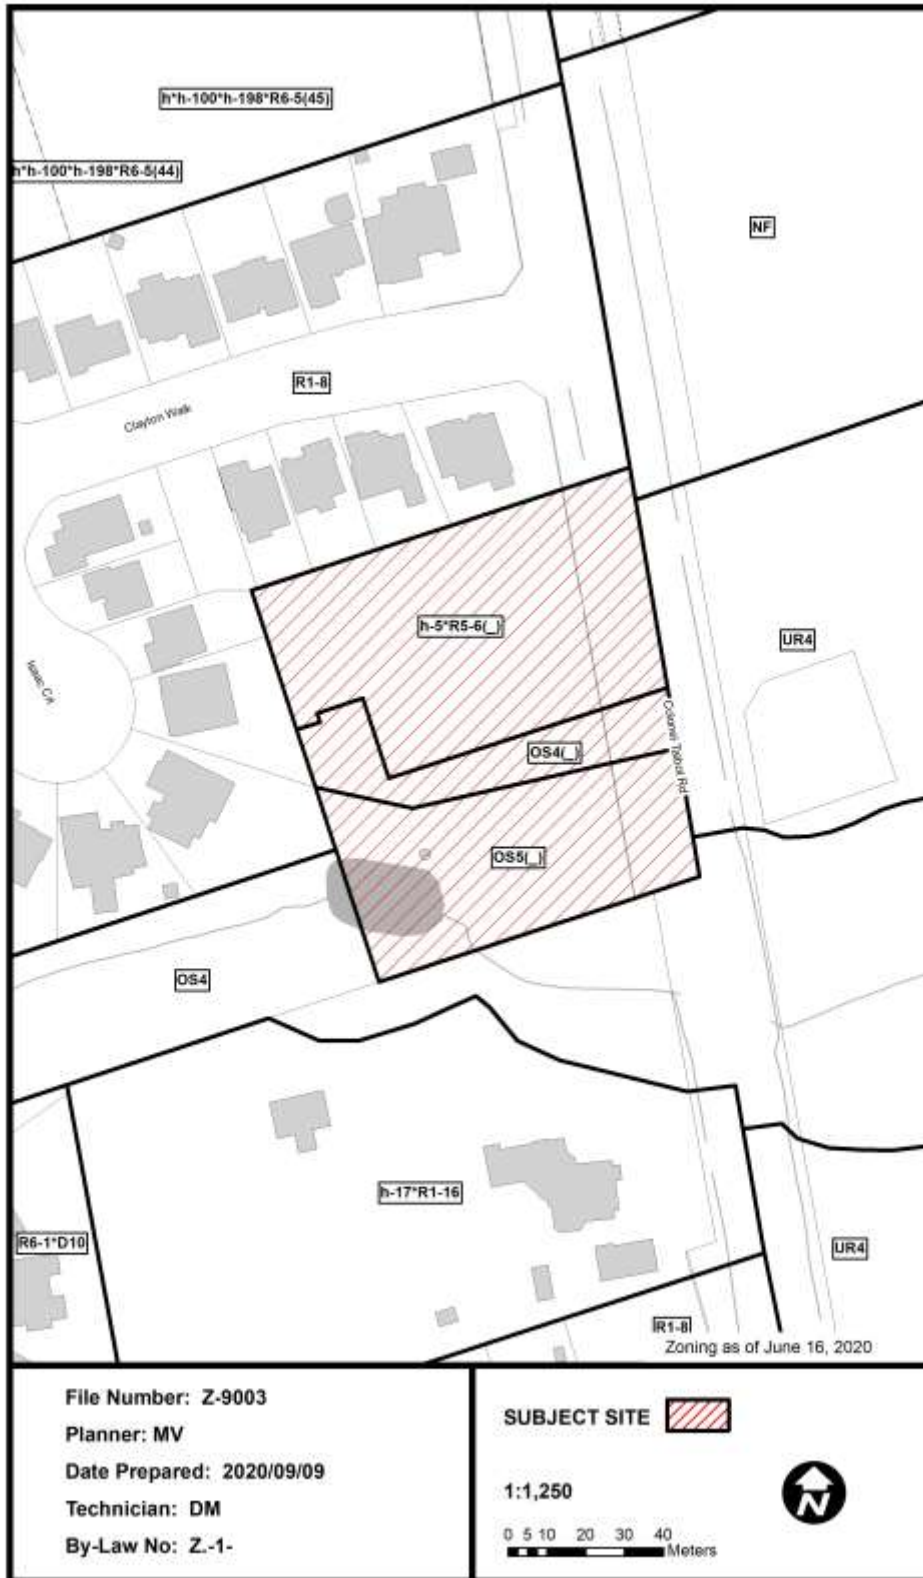 h*h-100*h-198*R6-5(45)
h*h-100*h-198*R6-5(44)
NF
R1-8
Clayton Walk
h-5*R5-6(_)
UR4
Isaac Crt
Colonel Talbot Rd
OS4(_)
OS5(_)
OS4
h-17*R1-16
R6-1*D10
UR4
R1-8
Zoning as of June 16, 2020
File Number: Z-9003
Planner: MV
Date Prepared: 2020/09/09
Technician: DM
By-Law No: Z.-1-
SUBJECT SITE
1:1,250
0 5 10 20 30 40
Meters
N